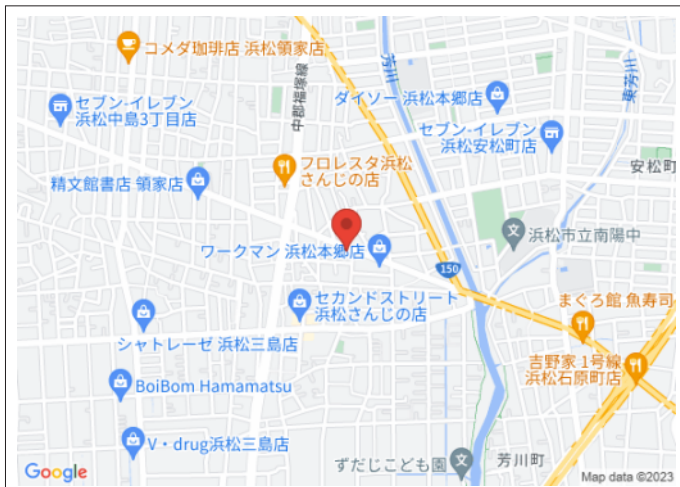 コメダ珈琲店 浜松領家店
中郡福塚線
芳川
東芳川
ダイソー 浜松本郷店
セブン-イレブン
浜松中島3丁目店
セブン-イレブン
浜松安松町店
安松町
フロレスタ浜松
さんじの店
精文館書店 領家店
浜松市立南陽中
ワークマン 浜松本郷店
150
セカンドストリート
浜松さんじの店
まぐろ館 魚寿司
シャトレーゼ 浜松三島店
吉野家 1号線
浜松石原町店
BoiBom Hamamatsu
V・drug浜松三島店
ずだじこども園
芳川町
Google
Map data ©2023